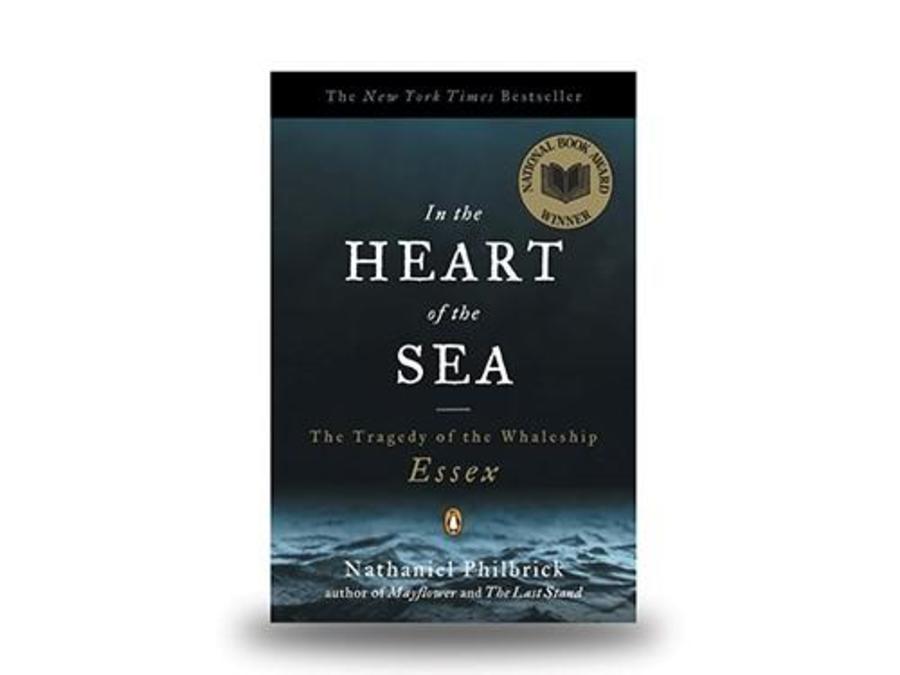 The New York Times Bestseller
NATIONAL BOOK AWARD
WINNER
In the
HEART
of the
SEA
The Tragedy of the Whaleship
Essex
Nathaniel Philbrick
author of Mayflower and The Last Stand